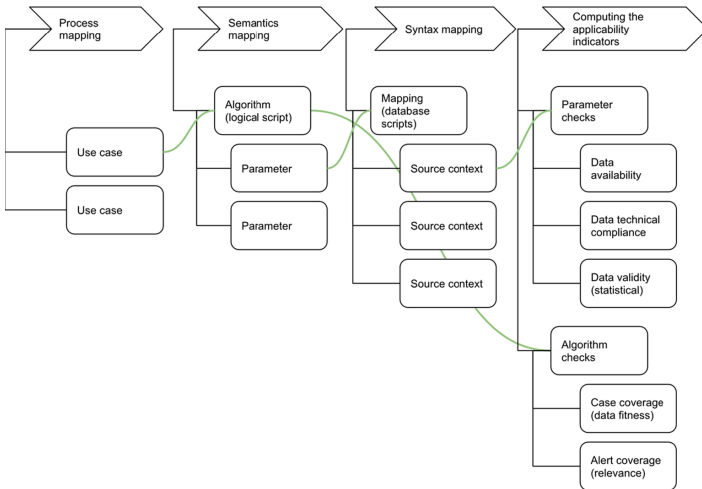 Process
mapping
Semantics
mapping
Syntax mapping
Computing the
applicability
indicators
Use case
Use case
Algorithm
(logical script)
Parameter
Parameter
Mapping
(database
scripts)
Source context
Source context
Source context
Parameter
checks
Data
availability
Data technical
compliance
Data validity
(statistical)
Algorithm
checks
Case coverage
(data fitness)
Alert coverage
(relevance)